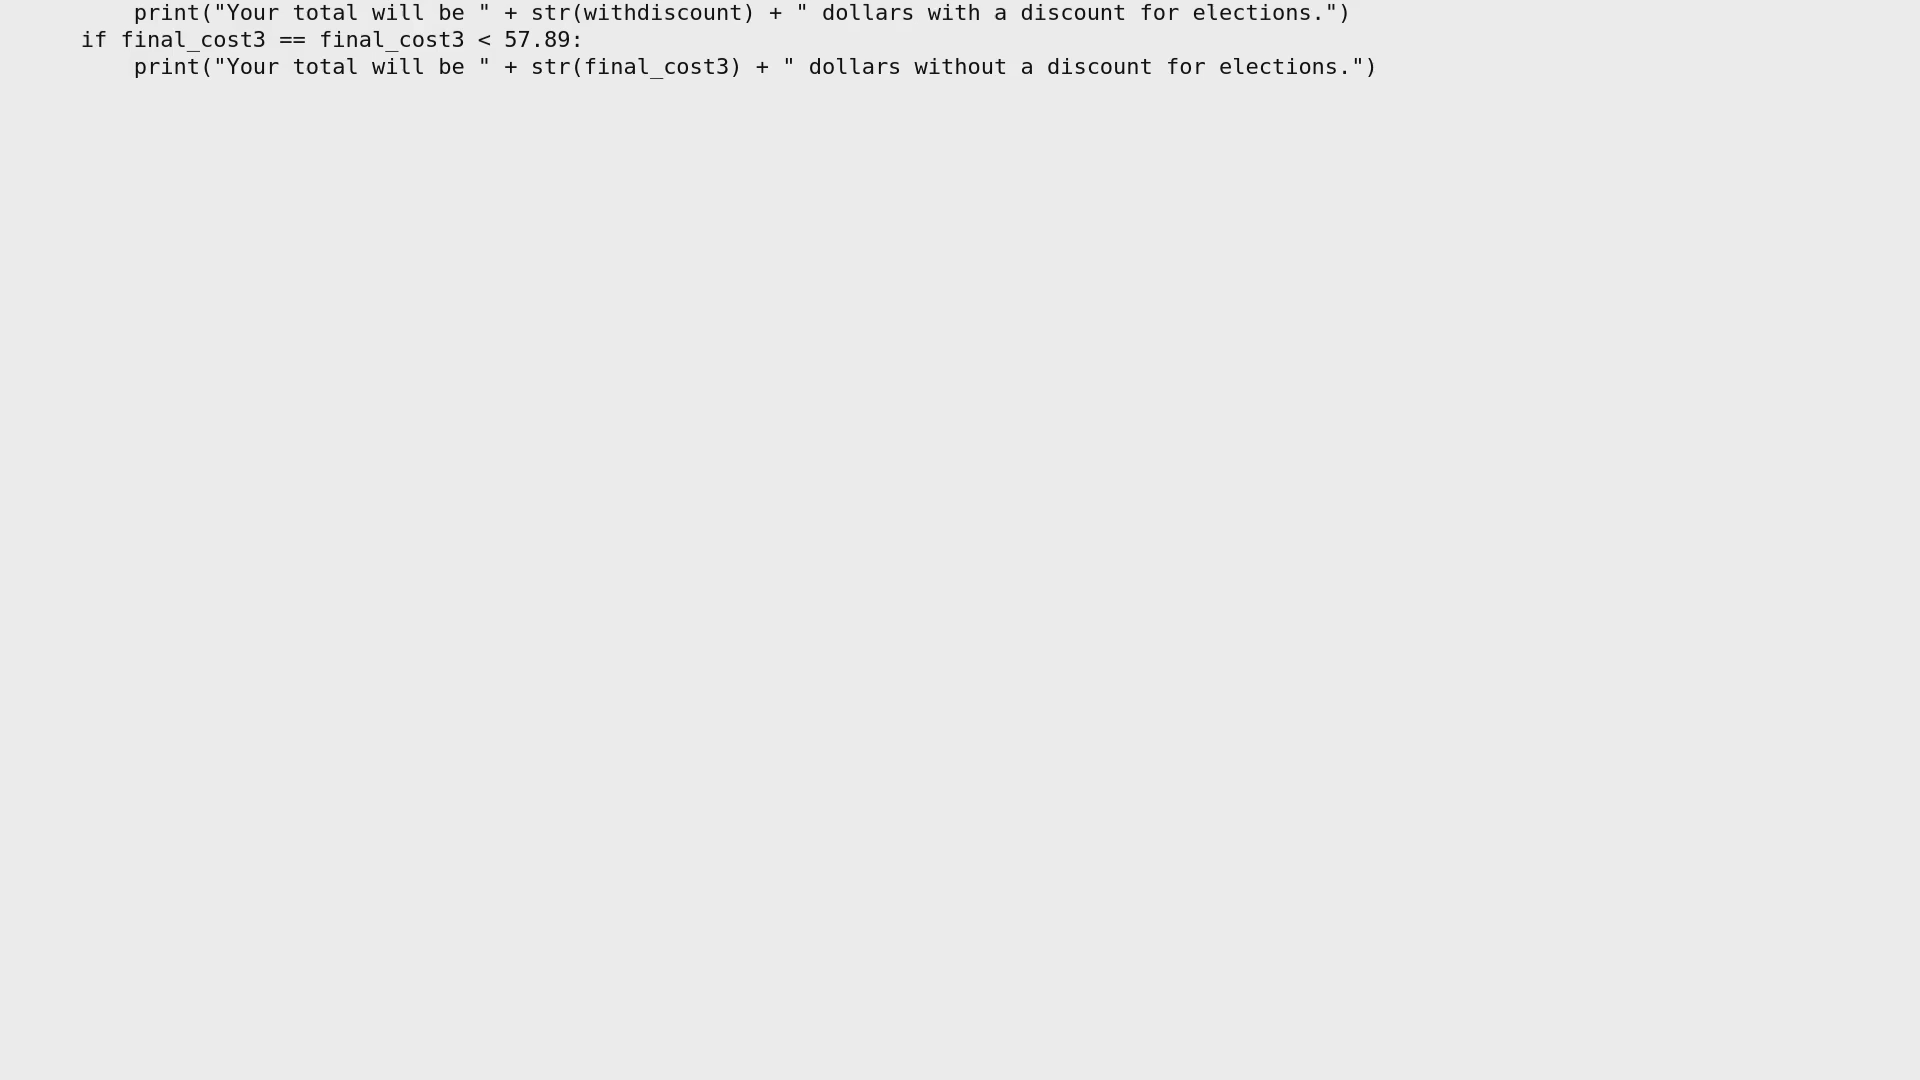 print("Your total will be " + str(withdiscount) + " dollars with a discount for elections.")
    if final_cost3 == final_cost3 < 57.89:
        print("Your total will be " + str(final_cost3) + " dollars without a discount for elections.")